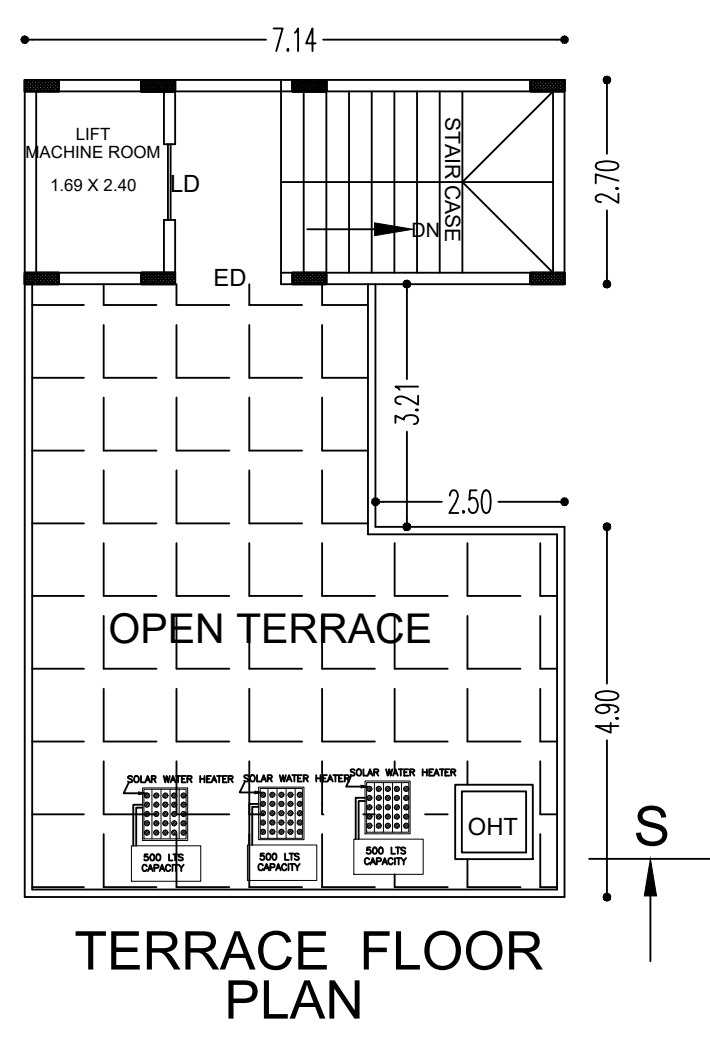 7.14
LIFT
MACHINE ROOM
1.69 X 2.40
LD
STAIR CASE
DN
2.70
ED
3.21
2.50
OPEN TERRACE
4.90
SOLAR WATER HEATER
SOLAR WATER HEATER
SOLAR WATER HEATER
500 LTS
CAPACITY
500 LTS
CAPACITY
500 LTS
CAPACITY
OHT
S
TERRACE FLOOR
PLAN